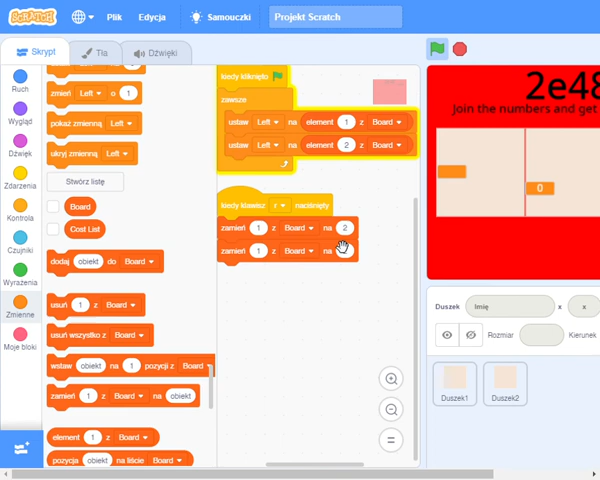 SCRATCH Plik Edycja Samouczki Projekt Scratch
Skrypt Tła Dźwięki
Ruch
Wygląd
Dźwięk
Zdarzenia
Kontrola
Czujniki
Wyrażenia
Zmienne
Moje bloki
zmień Left o 1
pokaż zmienną Left
ukryj zmienną Left
Stwórz listę
Board
Cost List
dodaj obiekt do Board
usuń 1 z Board
usuń wszystko z Board
wstaw obiekt na 1 pozycji z Board
zamień 1 z Board na obiekt
element 1 z Board
pozycja obiekt na liście Board
kiedy kliknięto
zawsze
ustaw Left na element 1 z Board
ustaw Left na element 2 z Board
kiedy klawisz r naciśnięty
zamień 1 z Board na 2
zamień 1 z Board na
2e48
Join the numbers and get
0
Duszek Imię x x
Rozmiar Kierunek
Duszek1 Duszek2